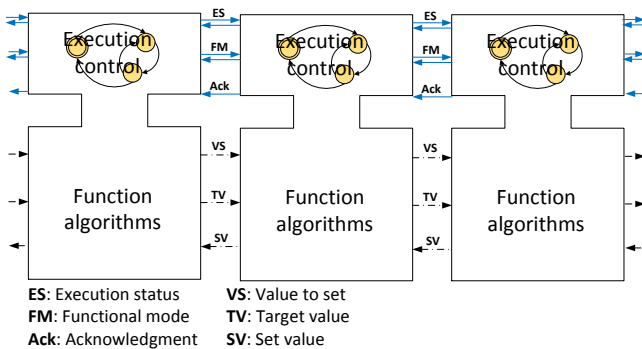 ES
ES
Execution
control
FM
Execution
control
FM
Execution
control
Ack
Ack
VS
VS
Function
algorithms
TV
Function
algorithms
TV
Function
algorithms
SV
SV
ES: Execution status
VS: Value to set
FM: Functional mode
TV: Target value
Ack: Acknowledgment
SV: Set value